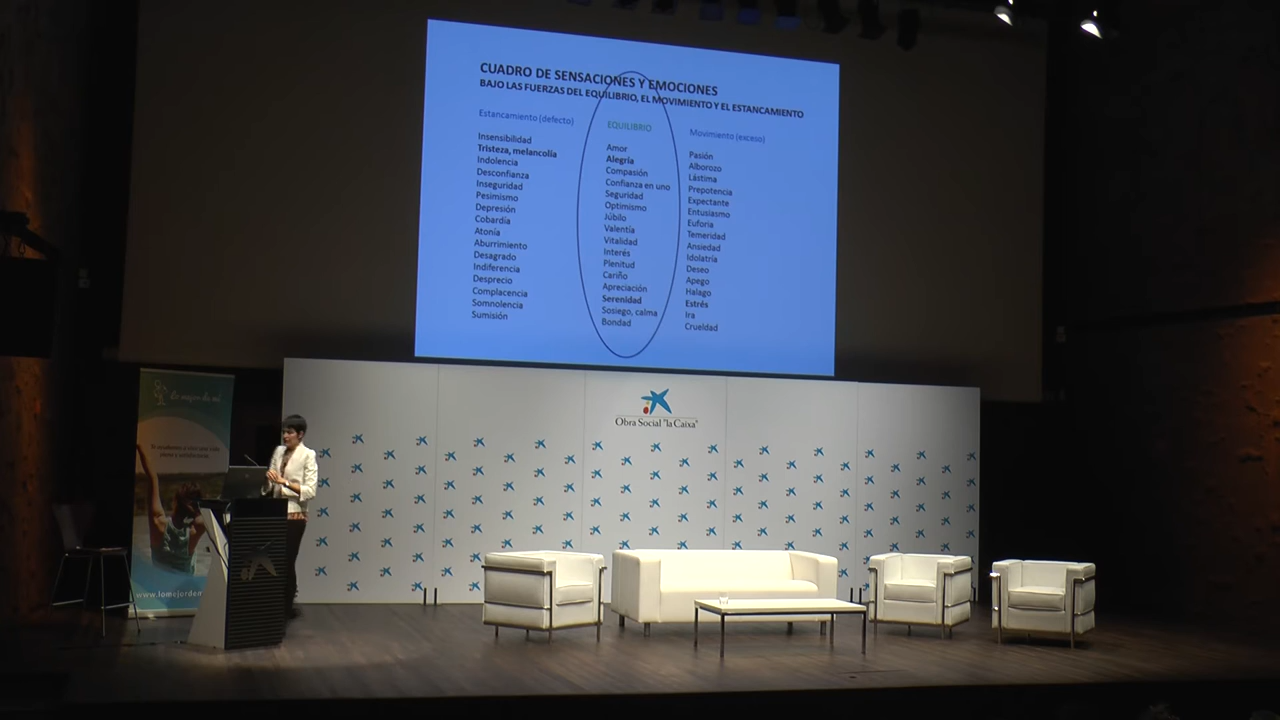 CUADRO DE SENSACIONES Y EMOCIONES
BAJO LAS FUERZAS DEL EQUILIBRIO, EL MOVIMIENTO Y EL ESTANCAMIENTO
Estancamiento (defecto)
Insensibilidad
Tristeza, melancolía
Indolencia
Desconfianza
Inseguridad
Pesimismo
Depresión
Cobardía
Atonía
Aburrimiento
Desagrado
Indiferencia
Desprecio
Complacencia
Somnolencia
Sumisión
EQUILIBRIO
Amor
Alegría
Compasión
Confianza en uno
Seguridad
Optimismo
Júbilo
Valentía
Vitalidad
Interés
Plenitud
Cariño
Apreciación
Serenidad
Sosiego, calma
Bondad
Movimiento (exceso)
Pasión
Alborozo
Lástima
Prepotencia
Expectante
Entusiasmo
Euforia
Temeridad
Ansiedad
Idolatría
Deseo
Apego
Halago
Estrés
Ira
Crueldad
Lo mejor de mi
www.lomejordem
Obra Social "la Caixa"